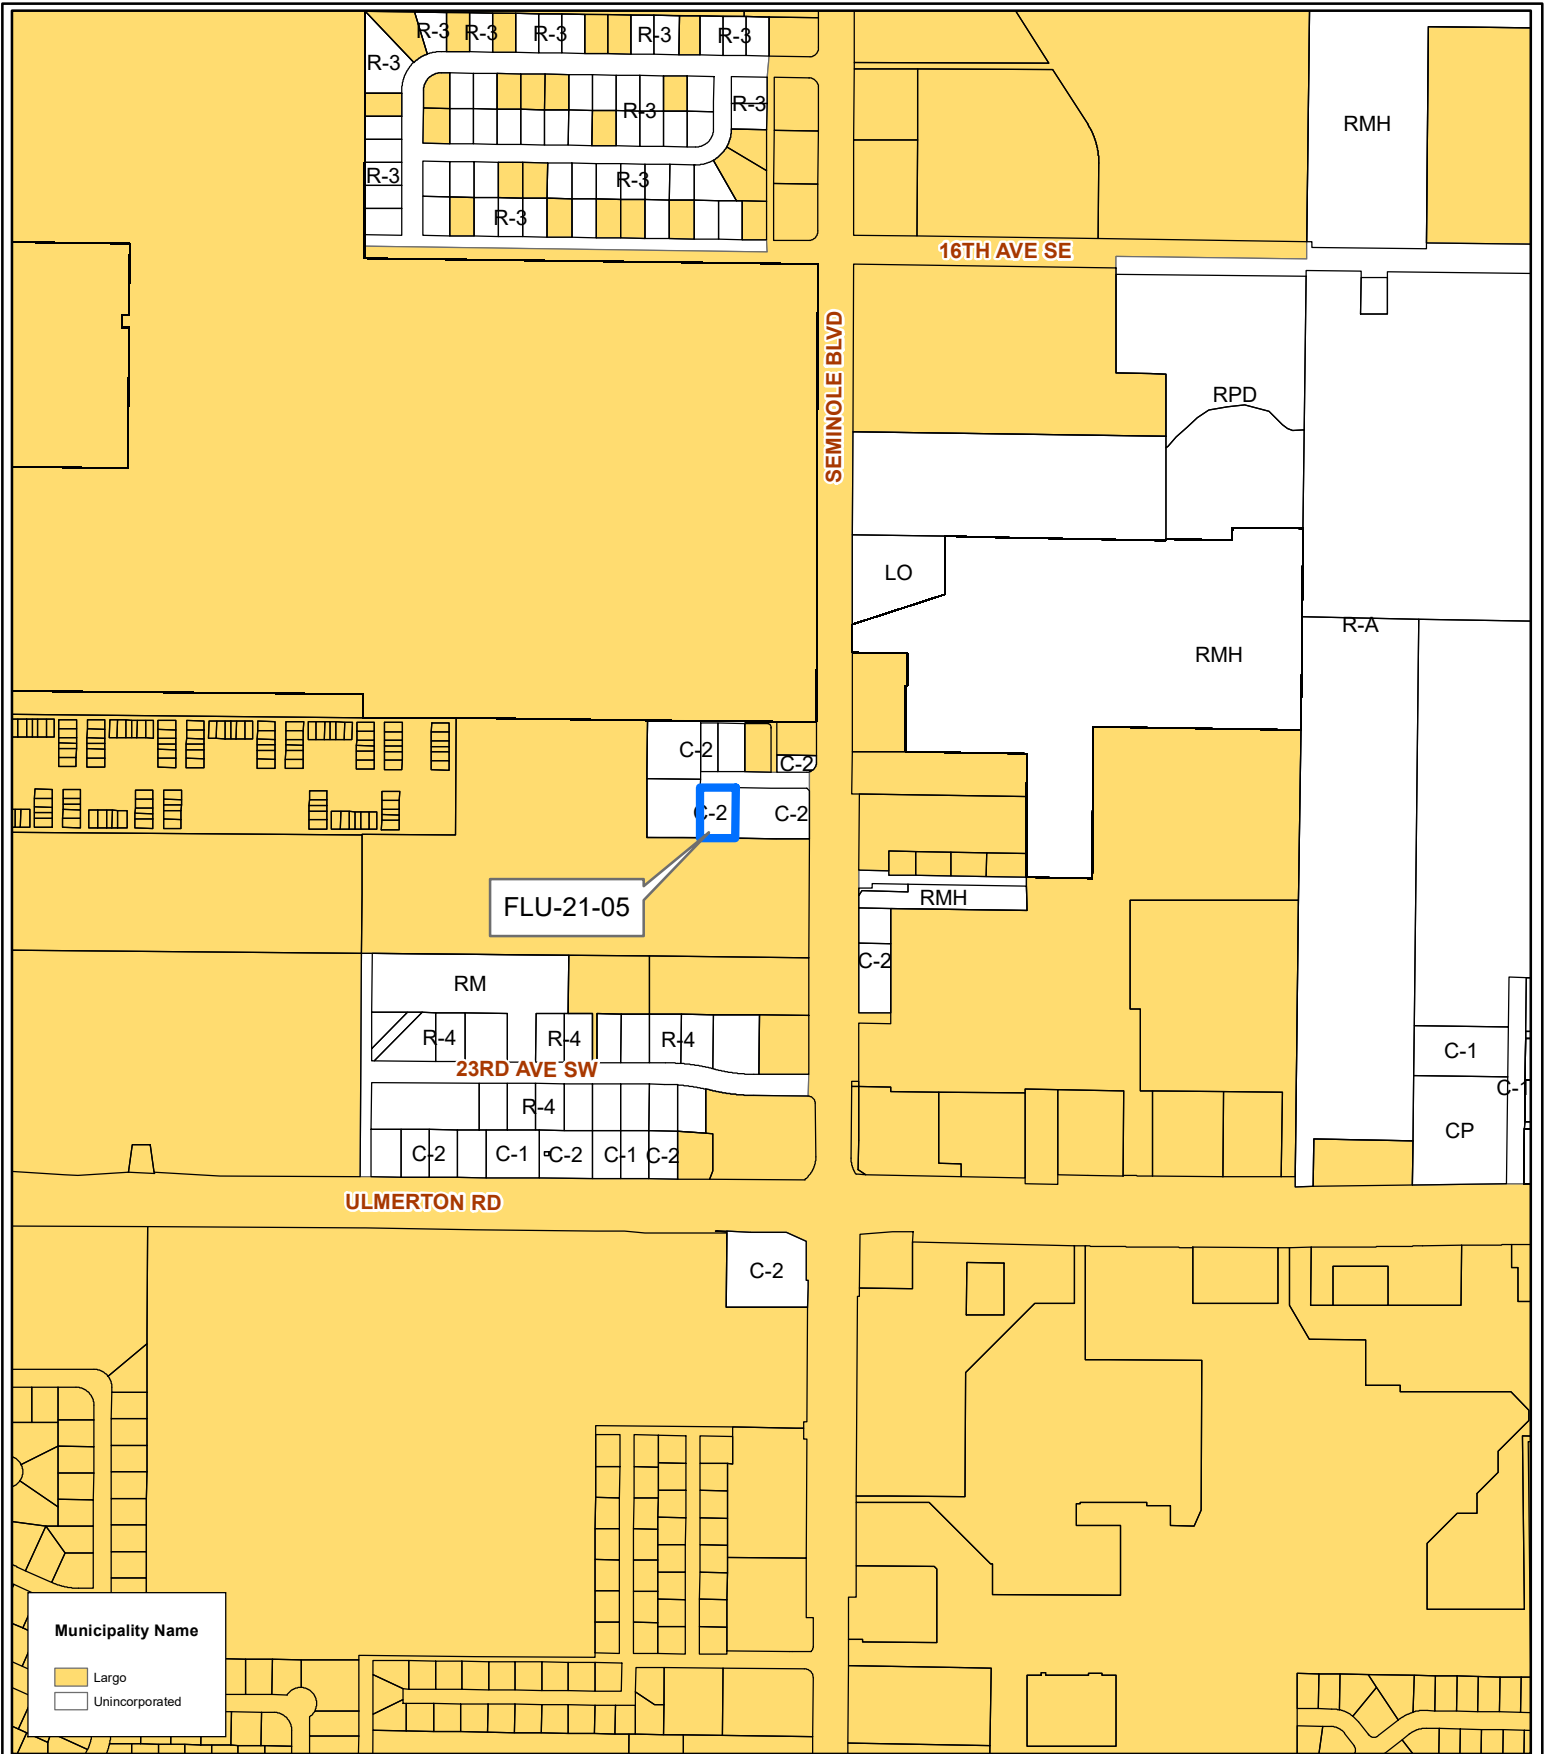 R-3
R-3
R-3
R-3
R-3
R-3
R-3
R-3
RMH
R-3
R-3
R-3
16TH AVE SE
SEMINOLE BLVD
RPD
LO
R-A
RMH
C-2
C-2
C-2
C-2
FLU-21-05
RMH
C-2
RM
R-4
R-4
R-4
23RD AVE SW
C-1
C-1
R-4
CP
C-2
C-1
C-2
C-1
C-2
ULMERTON RD
C-2
Municipality Name
Largo
Unincorporated